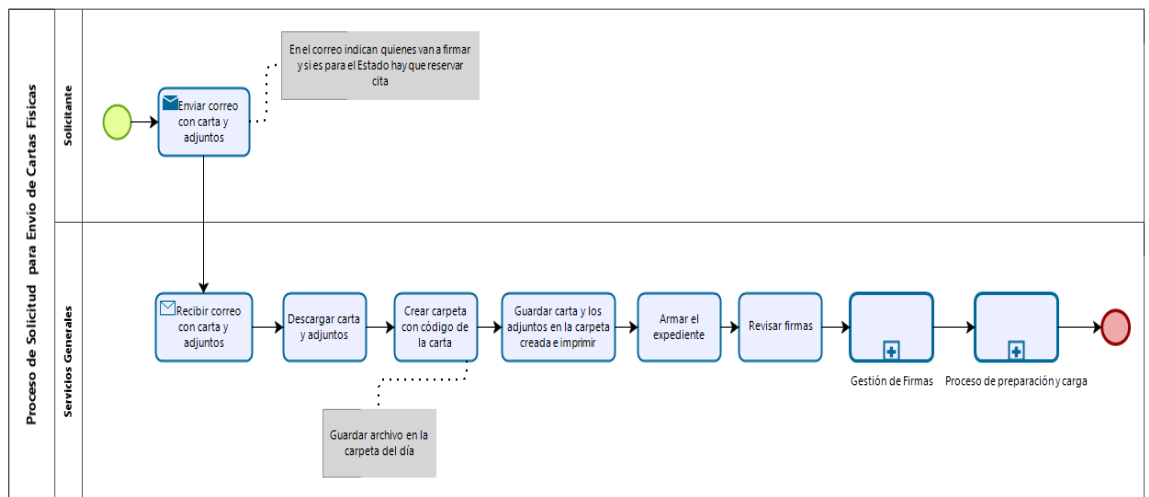 Proceso de Solicitud para Envío de Cartas Físicas
Solicitante
En el correo indican quienes van a firmar
y si es para el Estado hay que reservar
cita
Enviar correo
con carta y
adjuntos
Servicios Generales
Recibir correo
con carta y
adjuntos
Descargar carta
y adjuntos
Crear carpeta
con código de
la carta
Guardar carta y los
adjuntos en la carpeta
creada e imprimir
Armar el
expediente
Revisar firmas
Gestión de Firmas
Proceso de preparación y carga
Guardar archivo en la
carpeta del día